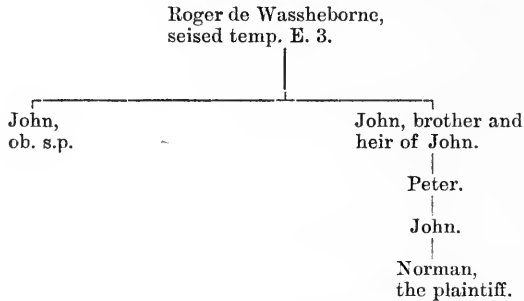 Roger de Wassheborne,
seised temp. E. 3.
John,
ob. s.p.
John, brother and
heir of John.
Peter.
John.
Norman,
the plaintiff.